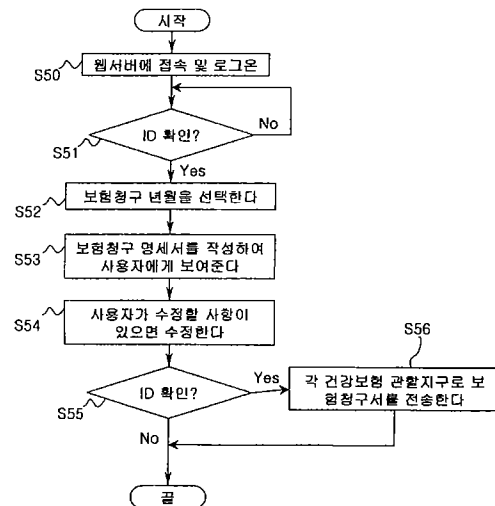 시작
S50
웹서버에 접속 및 로그온
No
S51
ID 확인?
Yes
S52
보험청구 년월을 선택한다
S53
보험청구 명세서를 작성하여
사용자에게 보여준다
S54
사용자가 수정할 사항이
있으면 수정한다
S56
S55
ID 확인?
Yes
각 건강보험 관할지구로 보
험청구서를 전송한다
No
끝